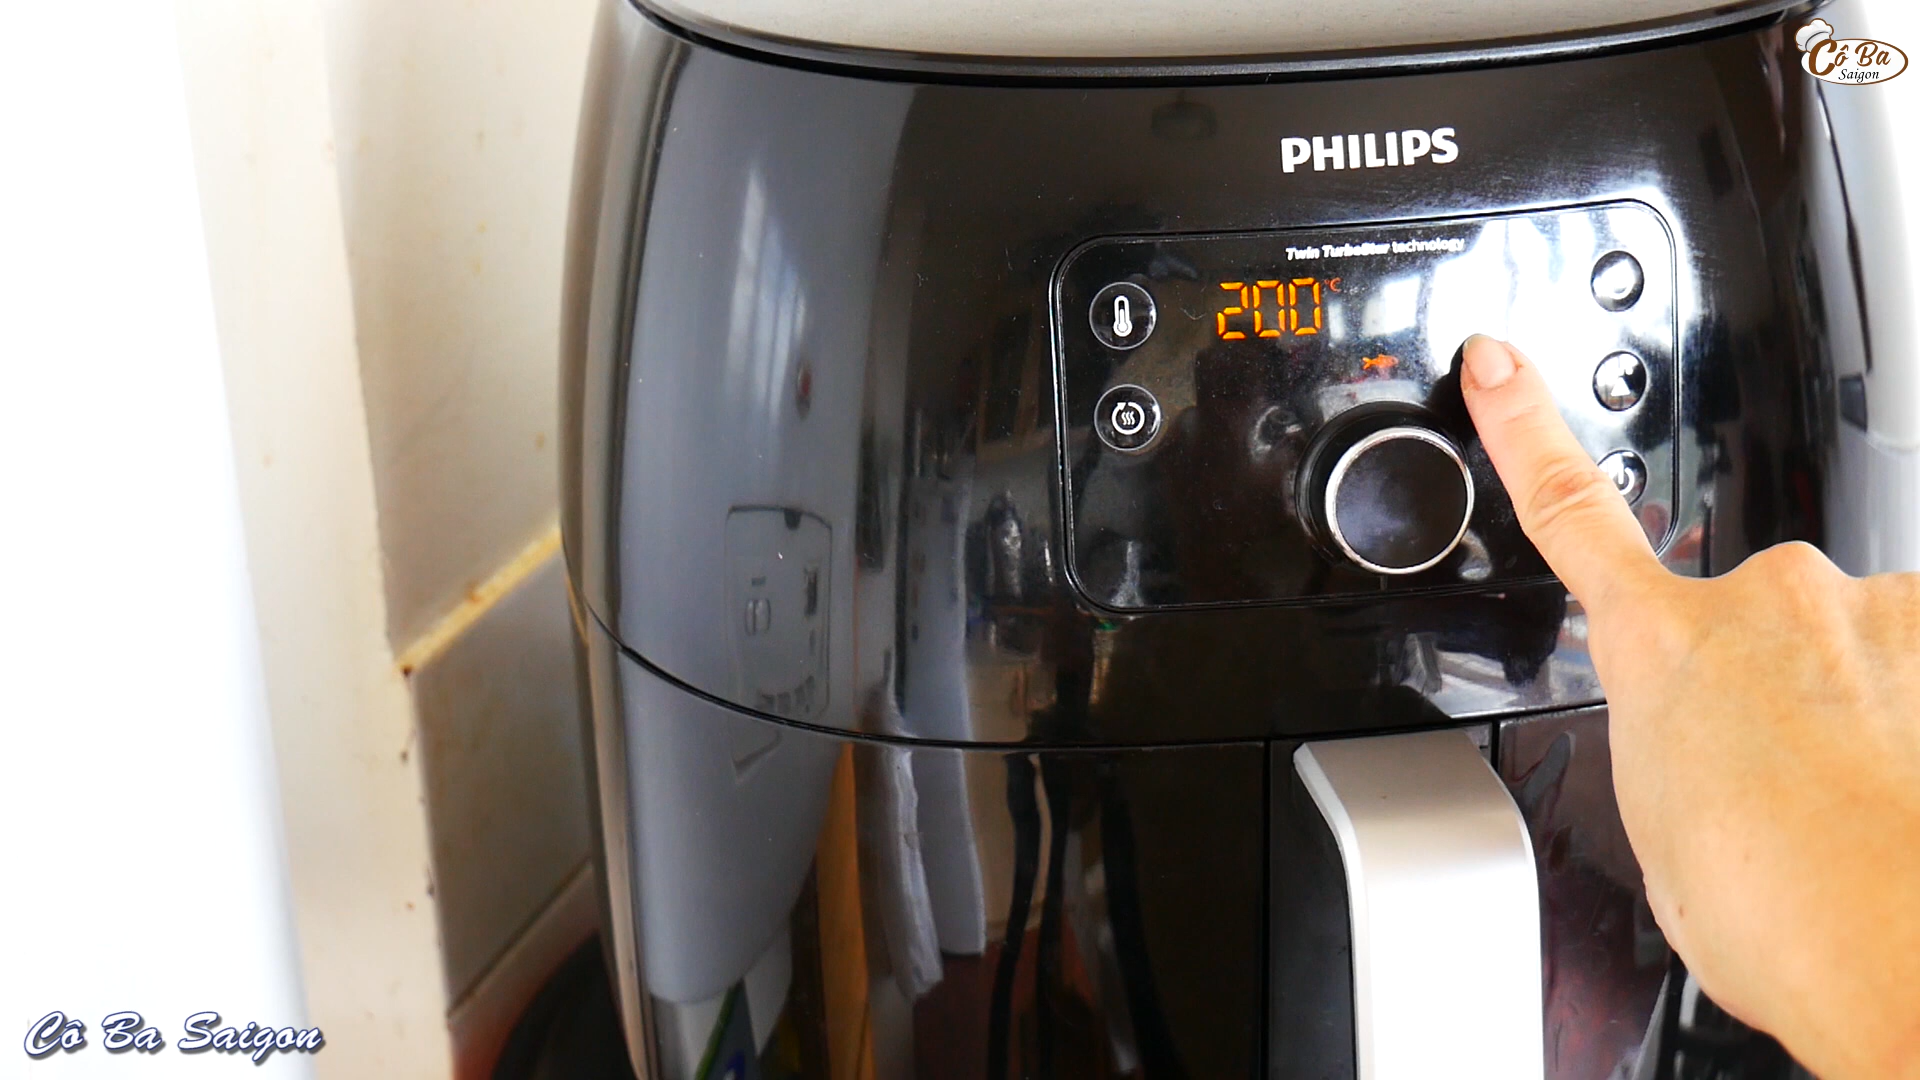 Cô Ba
Saigon
PHILIPS
Twin TurboStar technology
200 °C
Cô Ba Saigon